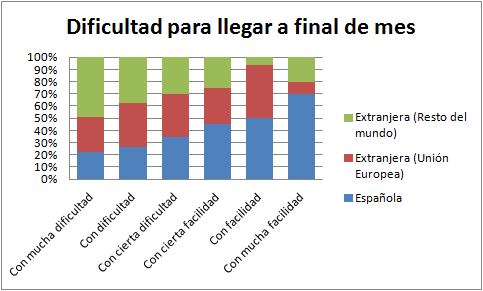 Dificultad para llegar a final de mes
100%
90%
80%
70%
60%
50%
40%
30%
20%
10%
0%
Con mucha dificultad
Con dificultad
Con cierta dificultad
Con cierta facilidad
Con facilidad
Con mucha facilidad
Extranjera (Resto del
mundo)
Extranjera (Unión
Europea)
Española